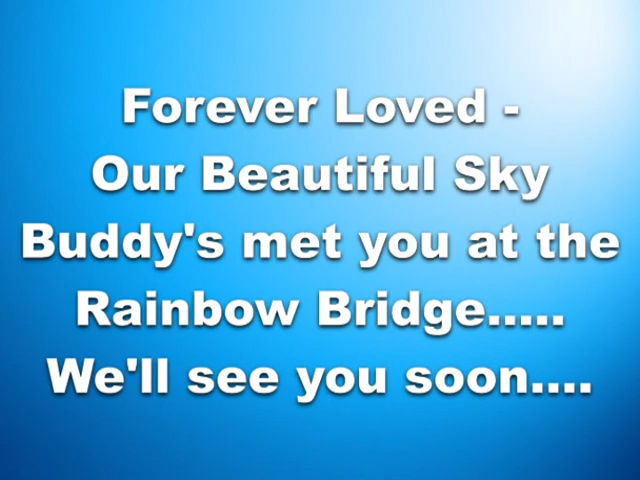 Forever Loved -
Our Beautiful Sky
Buddy's met you at the
Rainbow Bridge.....
We'll see you soon....